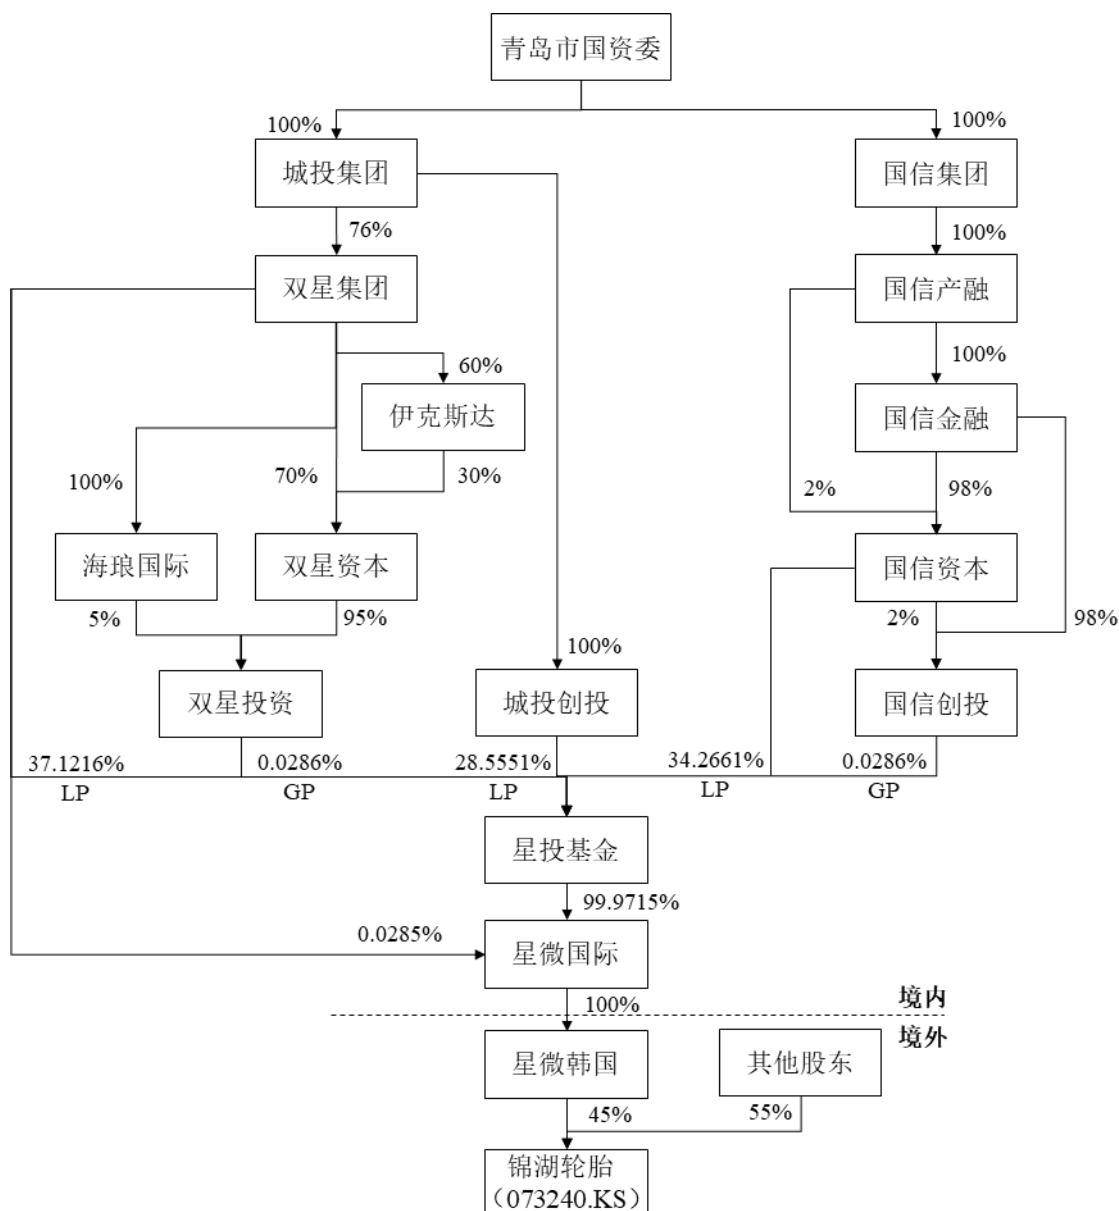 青岛市国资委
100%
100%
城投集团
国信集团
76%
100%
双星集团
国信产融
60%
100%
伊克斯达
国信金融
100%
70%
30%
2%
98%
海琅国际
双星资本
国信资本
5%
95%
2%
98%
100%
双星投资
城投创投
国信创投
37.1216%
0.0286%
28.5551%
34.2661%
0.0286%
LP
GP
LP
LP
GP
星投基金
99.9715%
0.0285%
星微国际
境内
100%
境外
星微韩国
其他股东
45%
55%
锦湖轮胎
（073240.KS）